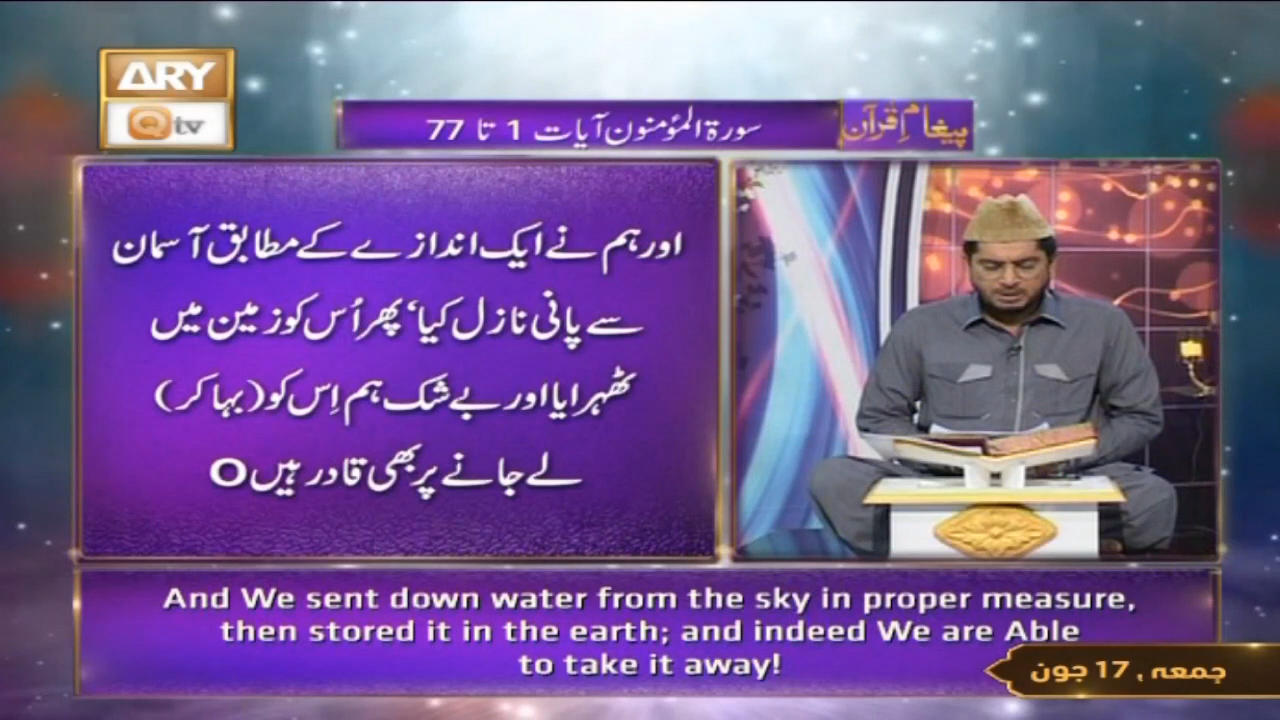 ARY
Qtv
پیغامِ قرآن
سورۃ المؤمنون آیات 1 تا 77
اور ہم نے ایک اندازے کے مطابق آسمان
سے پانی نازل کیا، پھر اُس کو زمین میں
ٹھہرایا اور بے شک ہم اِس کو (بہا کر)
لے جانے پر بھی قادر ہیں O
And We sent down water from the sky in proper measure,
then stored it in the earth; and indeed We are Able
to take it away!
جمعہ , 17 جون